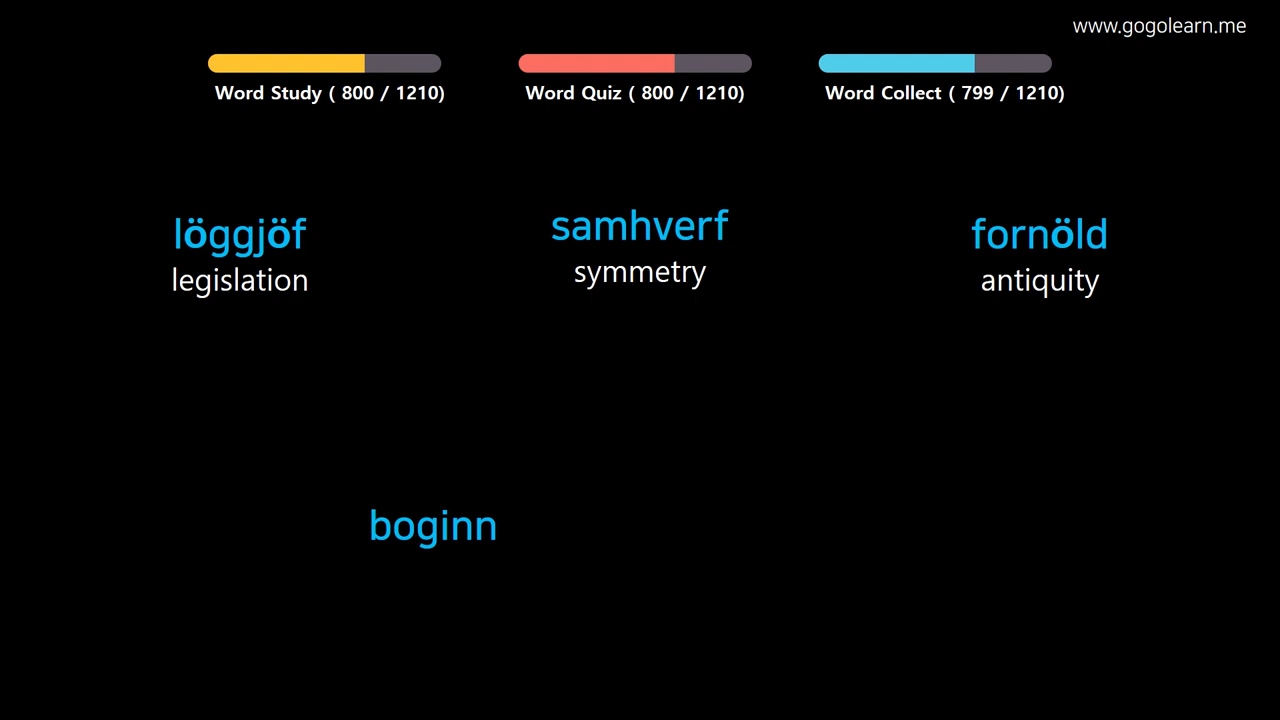 www.gogolearn.me
Word Study ( 800 / 1210)
Word Quiz ( 800 / 1210)
Word Collect ( 799 / 1210)
löggjöf
legislation
samhverf
symmetry
fornöld
antiquity
boginn